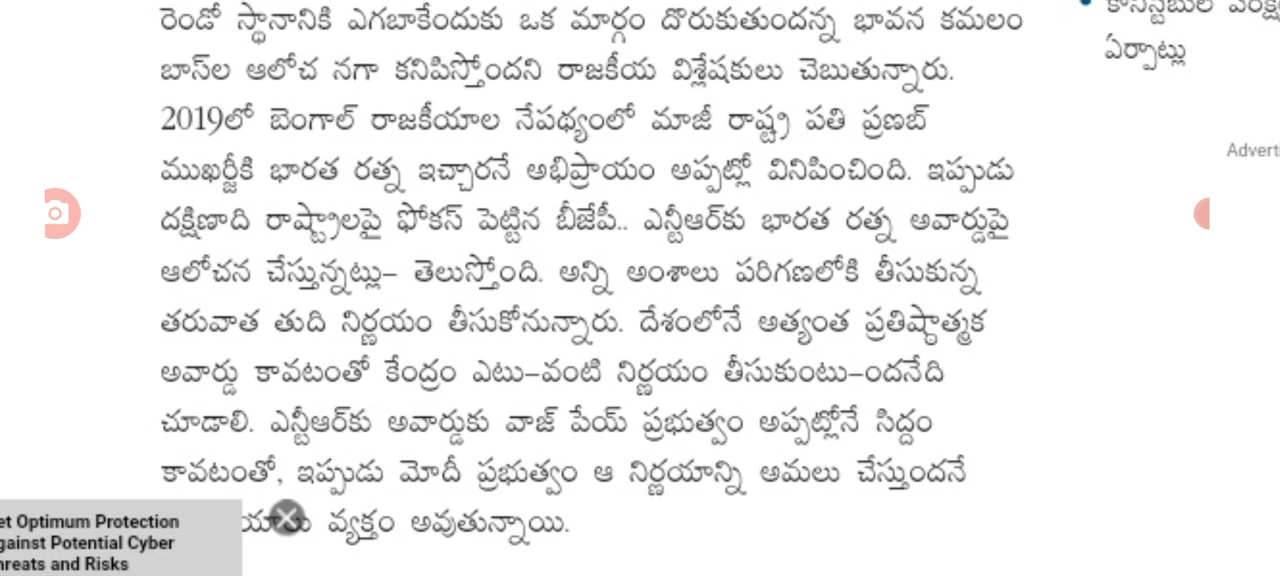 రెండో స్థానానికి ఎగబాకేందుకు ఒక మార్గం దొరుకుతుందన్న భావన కమలం
బాస్‌ల ఆలోచ నగా కనిపిస్తోందని రాజకీయ విశ్లేషకులు చెబుతున్నారు.
2019లో బెంగాల్ రాజకీయాల నేపథ్యంలో మాజీ రాష్ట్ర పతి ప్రణబ్
ముఖర్జీకి భారత రత్న ఇచ్చారనే అభిప్రాయం అప్పట్లో వినిపించింది. ఇప్పుడు
దక్షిణాది రాష్ట్రాలపై ఫోకస్ పెట్టిన బీజేపీ.. ఎన్టీఆర్‌కు భారత రత్న అవార్డుపై
ఆలోచన చేస్తున్నట్లు– తెలుస్తోంది. అన్ని అంశాలు పరిగణలోకి తీసుకున్న
తరువాత తుది నిర్ణయం తీసుకోనున్నారు. దేశంలోనే అత్యంత ప్రతిష్ఠాత్మక
అవార్డు కావటంతో కేంద్రం ఎటు–వంటి నిర్ణయం తీసుకుంటు–ందనేది
చూడాలి. ఎన్టీఆర్‌కు అవార్డుకు వాజ్ పేయ్ ప్రభుత్వం అప్పట్లోనే సిద్దం
కావటంతో, ఇప్పుడు మోదీ ప్రభుత్వం ఆ నిర్ణయాన్ని అమలు చేస్తుందనే
వ్యక్తం అవుతున్నాయి.
ఏర్పాట్లు
Adverti
et Optimum Protection
gainst Potential Cyber
hreats and Risks